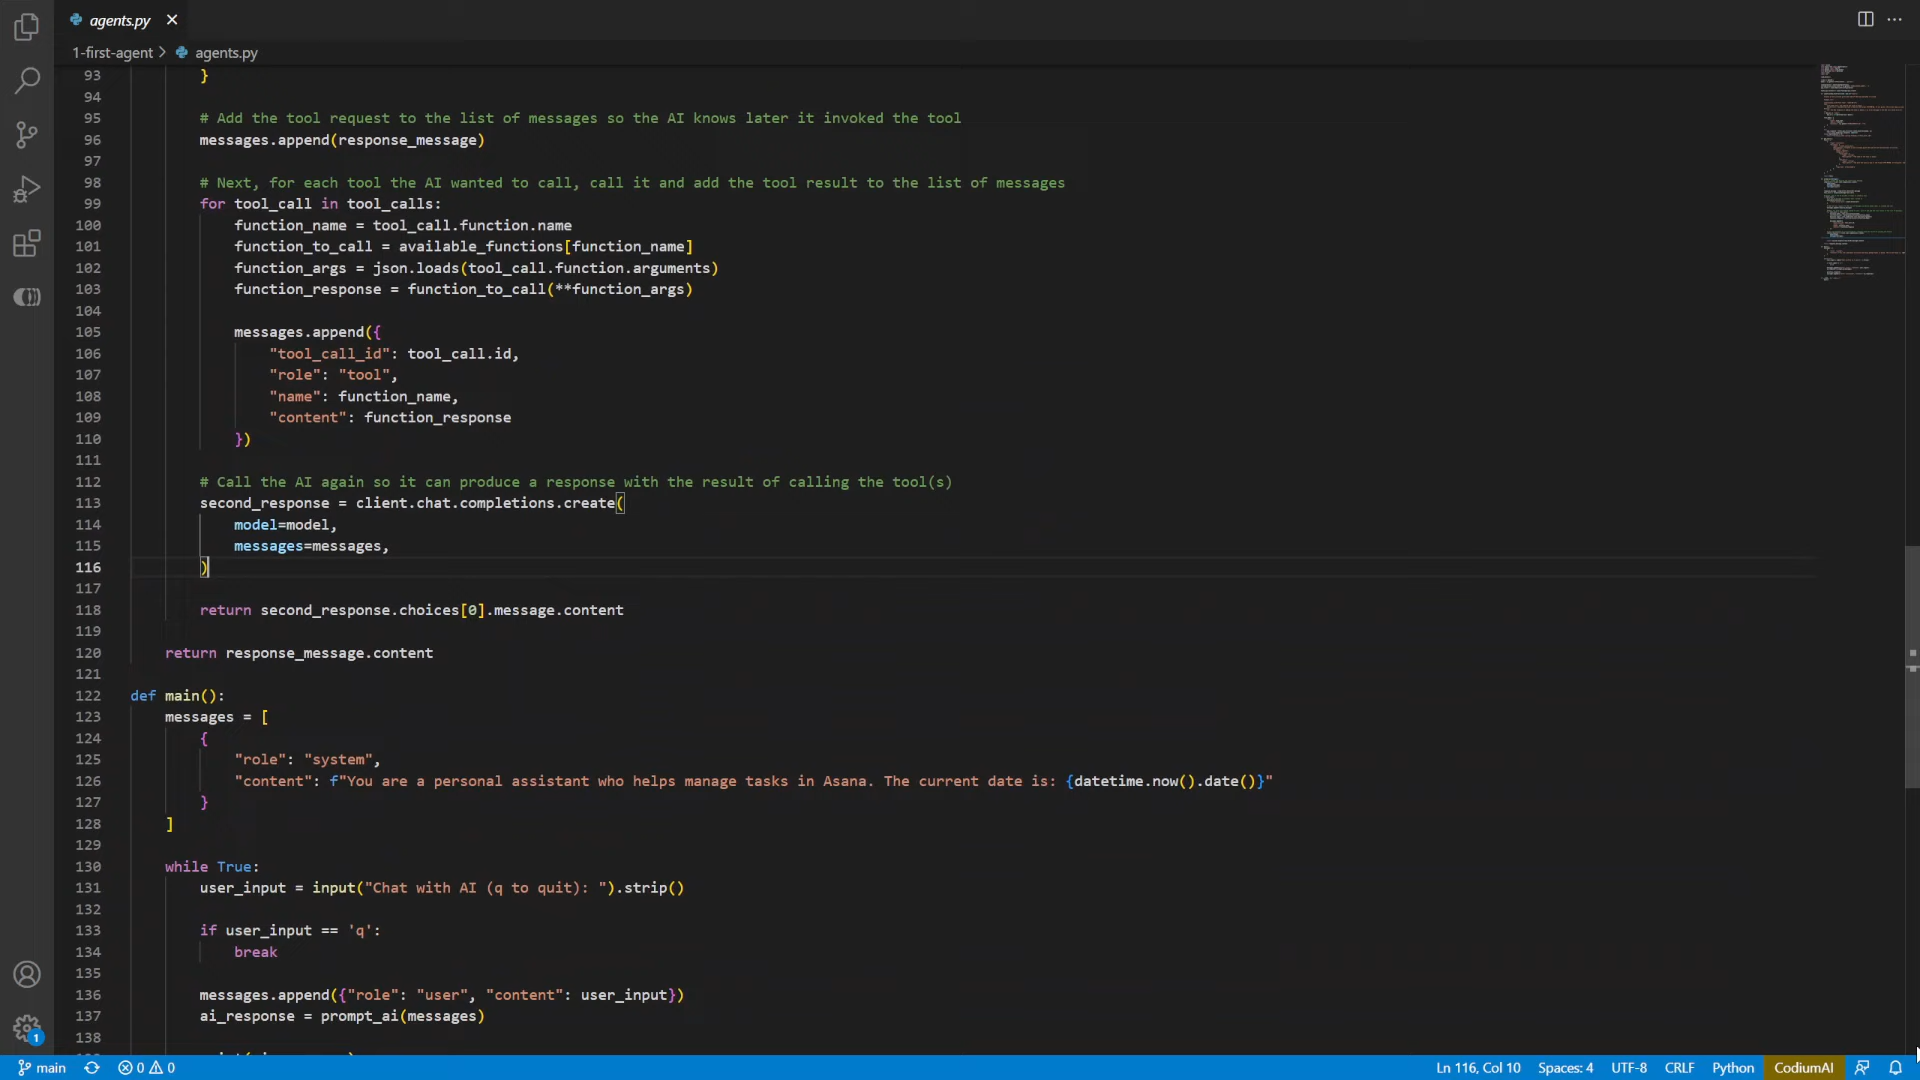 agents.py
1-first-agent > agents.py
93 }
94
95 # Add the tool request to the list of messages so the AI knows later it invoked the tool
96 messages.append(response_message)
97
98 # Next, for each tool the AI wanted to call, call it and add the tool result to the list of messages
99 for tool_call in tool_calls:
100 function_name = tool_call.function.name
101 function_to_call = available_functions[function_name]
102 function_args = json.loads(tool_call.function.arguments)
103 function_response = function_to_call(**function_args)
104
105 messages.append({
106 "tool_call_id": tool_call.id,
107 "role": "tool",
108 "name": function_name,
109 "content": function_response
110 })
111
112 # Call the AI again so it can produce a response with the result of calling the tool(s)
113 second_response = client.chat.completions.create(
114 model=model,
115 messages=messages,
116 )
117
118 return second_response.choices[0].message.content
119
120 return response_message.content
121
122 def main():
123 messages = [
124 {
125 "role": "system",
126 "content": f"You are a personal assistant who helps manage tasks in Asana. The current date is: {datetime.now().date()}"
127 }
128 ]
129
130 while True:
131 user_input = input("Chat with AI (q to quit): ").strip()
132
133 if user_input == 'q':
134 break
135
136 messages.append({"role": "user", "content": user_input})
137 ai_response = prompt_ai(messages)
138
1
main 0 0 Ln 116, Col 10 Spaces: 4 UTF-8 CRLF Python CodiumAI